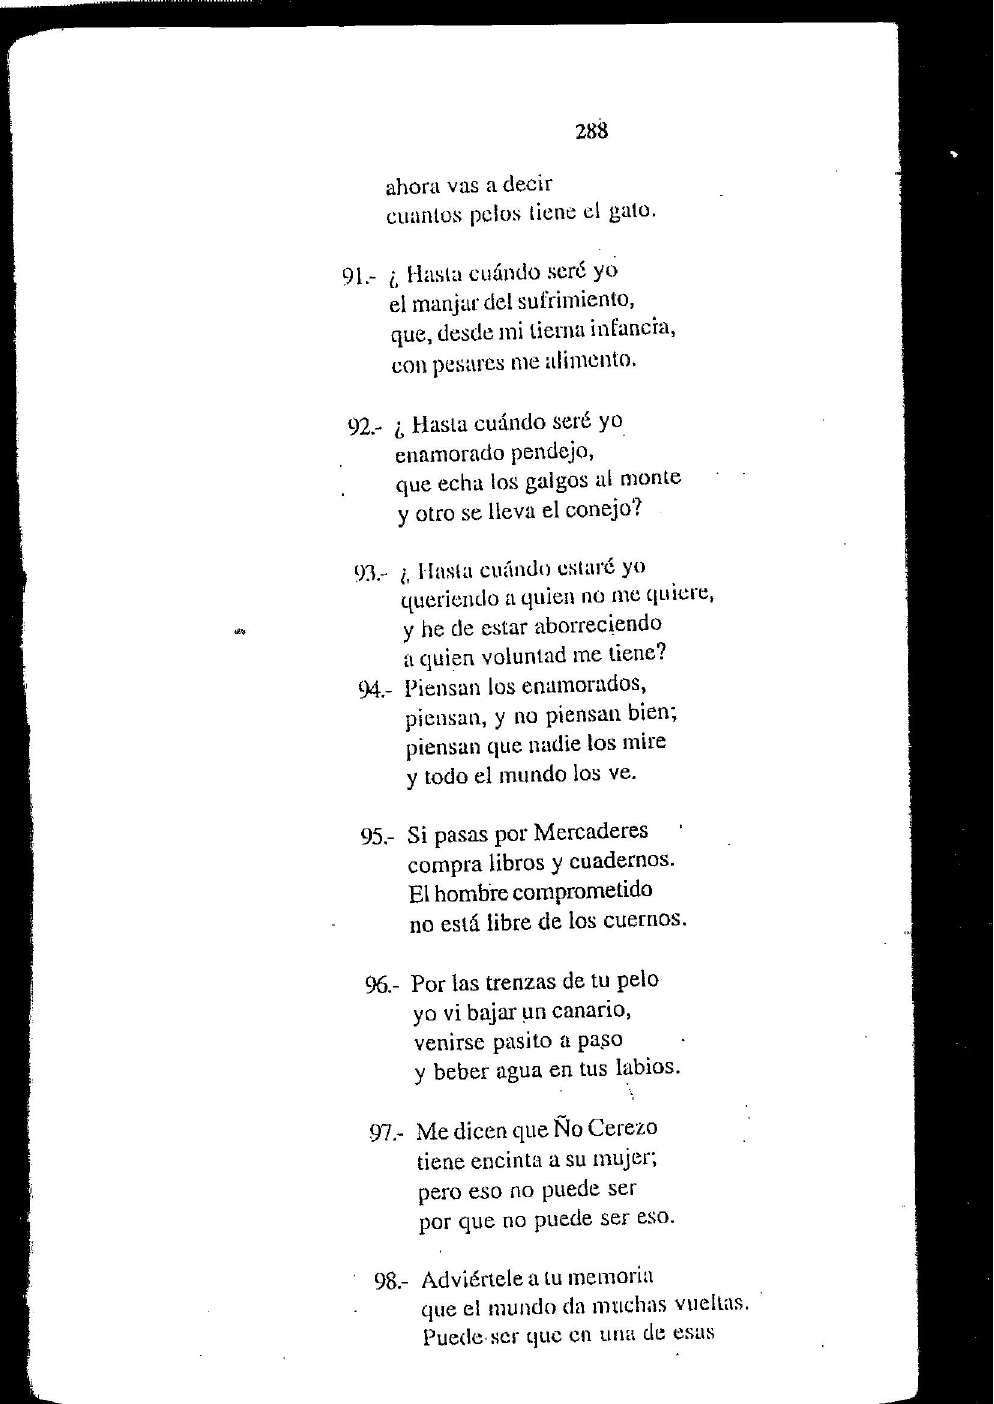 288
ahora vas a decir
cuantos pelos tiene el gato.
91.- ¿ Hasta cuándo seré yo
el manjar del sufrimiento,
que, desde mi tierna infancia,
con pesares me alimento.
92.- ¿ Hasta cuándo seré yo
enamorado pendejo,
que echa los galgos al monte
y otro se lleva el conejo?
93.- ¿ Hasta cuándo estaré yo
queriendo a quien no me quiere,
y he de estar aborreciendo
a quien voluntad me tiene?
94.- Piensan los enamorados,
piensan, y no piensan bien;
piensan que nadie los mire
y todo el mundo los ve.
95.- Si pasas por Mercaderes
compra libros y cuadernos.
El hombre comprometido
no está libre de los cuernos.
96.- Por las trenzas de tu pelo
yo vi bajar un canario,
venirse pasito a paso
y beber agua en tus labios.
97.- Me dicen que Ño Cerezo
tiene encinta a su mujer;
pero eso no puede ser
por que no puede ser eso.
98.- Adviértele a tu memoria
que el mundo da muchas vueltas.
Puede ser que en una de esas